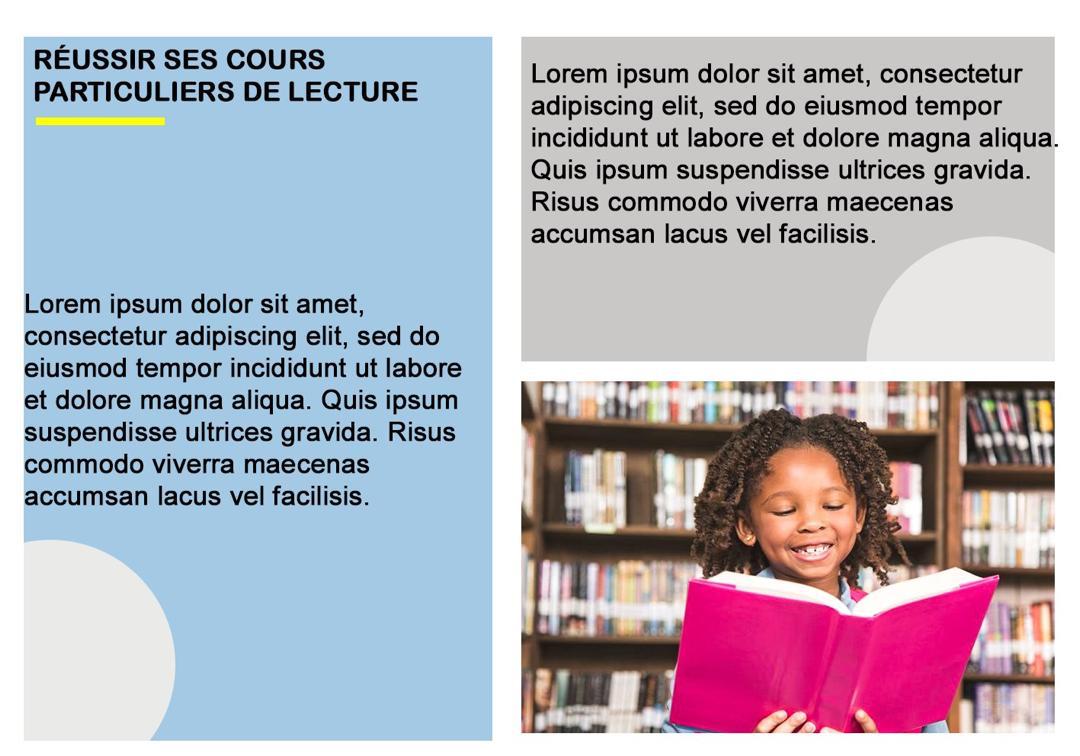 RÉUSSIR SES COURS
PARTICULIERS DE LECTURE
Lorem ipsum dolor sit amet,
consectetur adipiscing elit, sed do
eiusmod tempor incididunt ut labore
et dolore magna aliqua. Quis ipsum
suspendisse ultrices gravida. Risus
commodo viverra maecenas
accumsan lacus vel facilisis.
Lorem ipsum dolor sit amet, consectetur
adipiscing elit, sed do eiusmod tempor
incididunt ut labore et dolore magna aliqua.
Quis ipsum suspendisse ultrices gravida.
Risus commodo viverra maecenas
accumsan lacus vel facilisis.